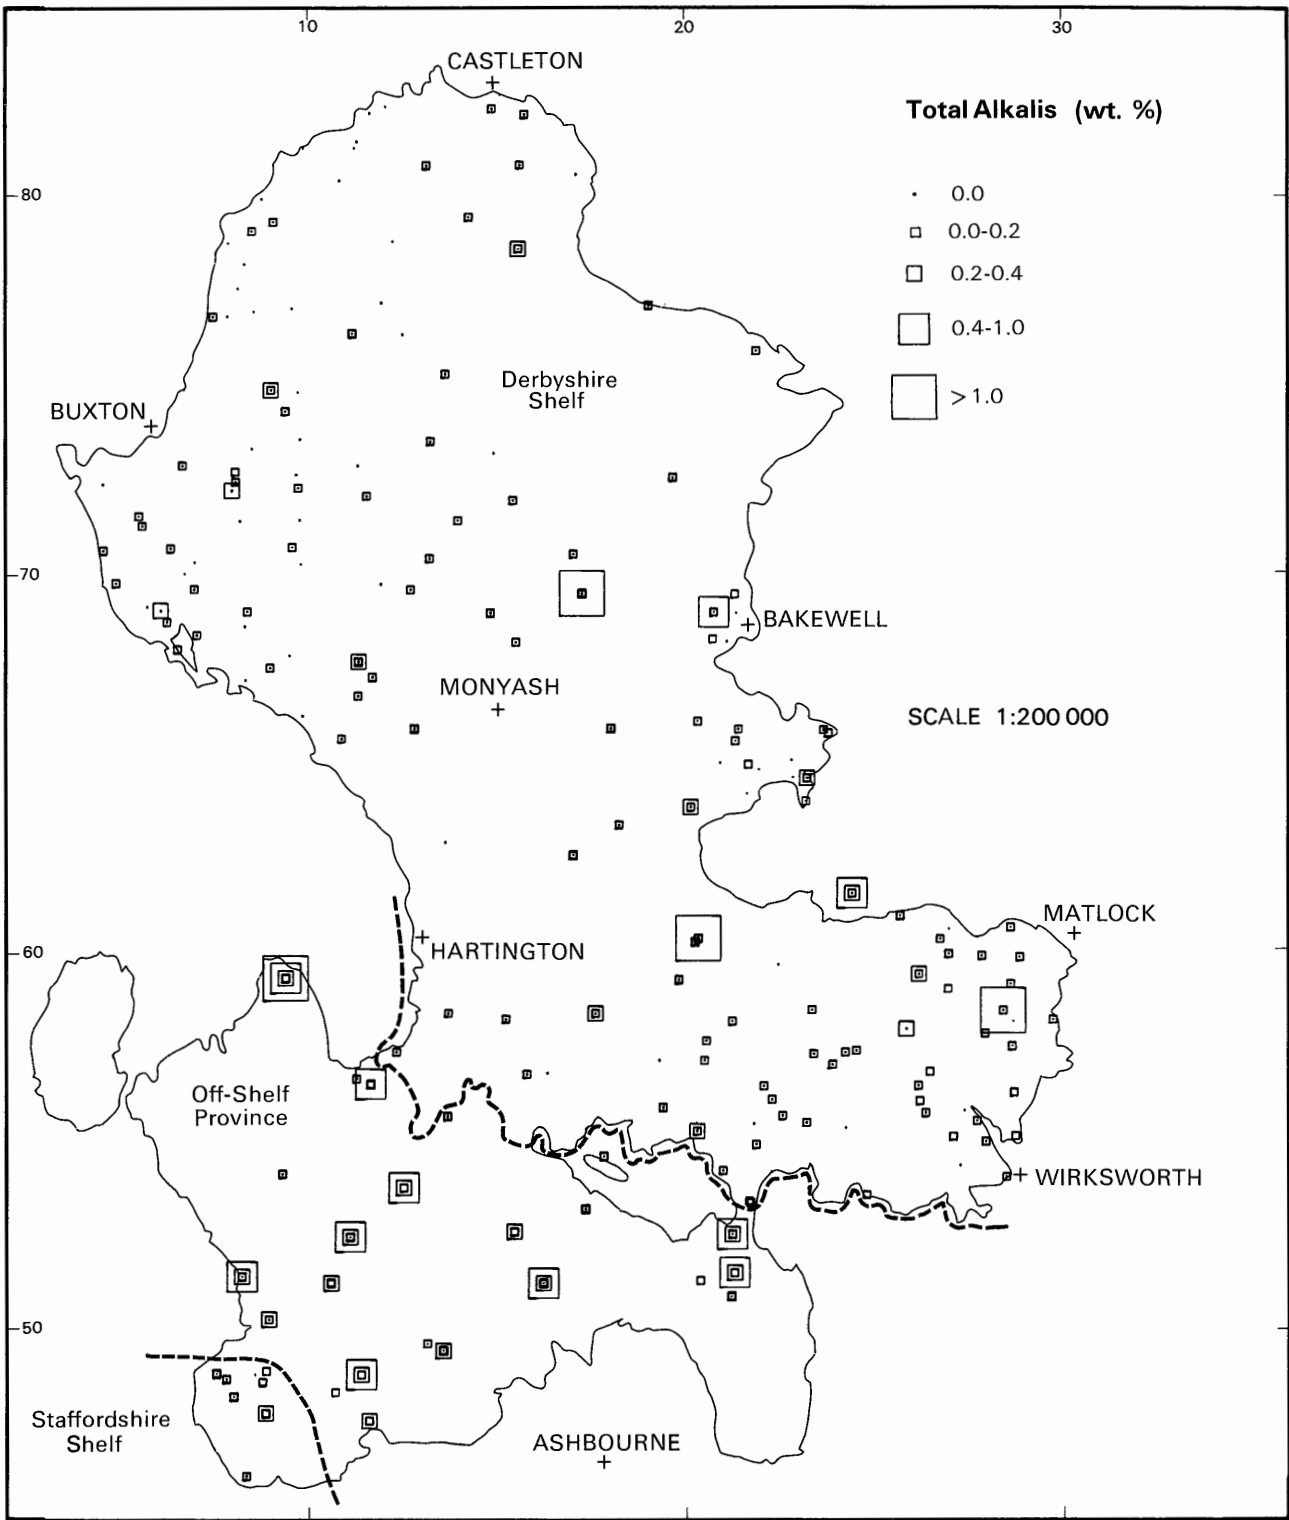 10 20 30
CASTLETON
Total Alkalis (wt. %)
80
0.0
0.0-0.2
0.2-0.4
0.4-1.0
>1.0
Derbyshire
Shelf
BUXTON
70
BAKEWELL
MONYASH
SCALE 1:200 000
MATLOCK
HARTINGTON
60
Off-Shelf
Province
WIRKSWORTH
50
Staffordshire
Shelf
ASHBOURNE